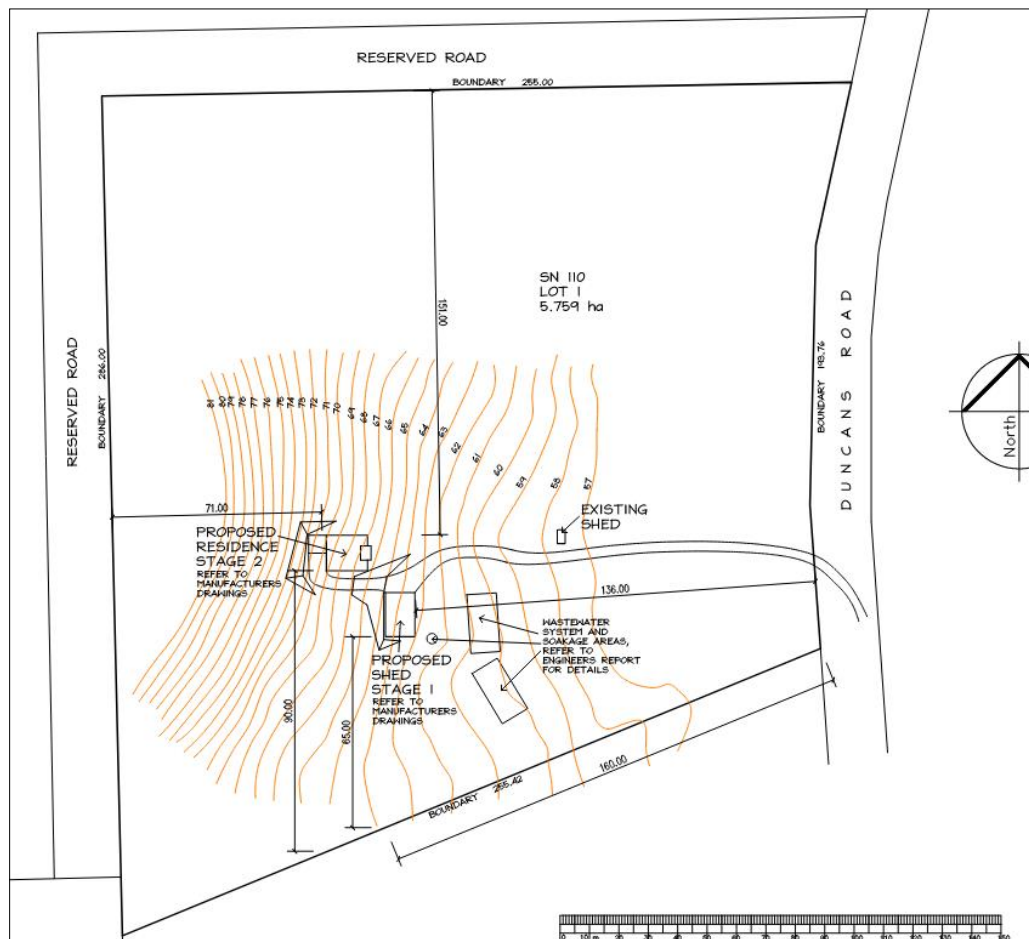 RESERVED ROAD
BOUNDARY 255.00
SN 110
LOT 1
5.759 ha
151.00
RESERVED ROAD
BOUNDARY 286.00
BOUNDARY 193.76
DUNCANS ROAD
North
81
80
79
78
77
76
75
74
73
72
71
70
69
68
67
66
65
64
63
62
61
60
59
58
57
71.00
EXISTING
SHED
PROPOSED
RESIDENCE
STAGE 2
REFER TO
MANUFACTURERS
DRAWINGS
136.00
WASTEWATER
SYSTEM AND
SOAKAGE AREAS,
REFER TO
ENGINEERS REPORT
FOR DETAILS
PROPOSED
SHED
STAGE 1
REFER TO
MANUFACTURERS
DRAWINGS
90.00
65.00
160.00
BOUNDARY 255.42